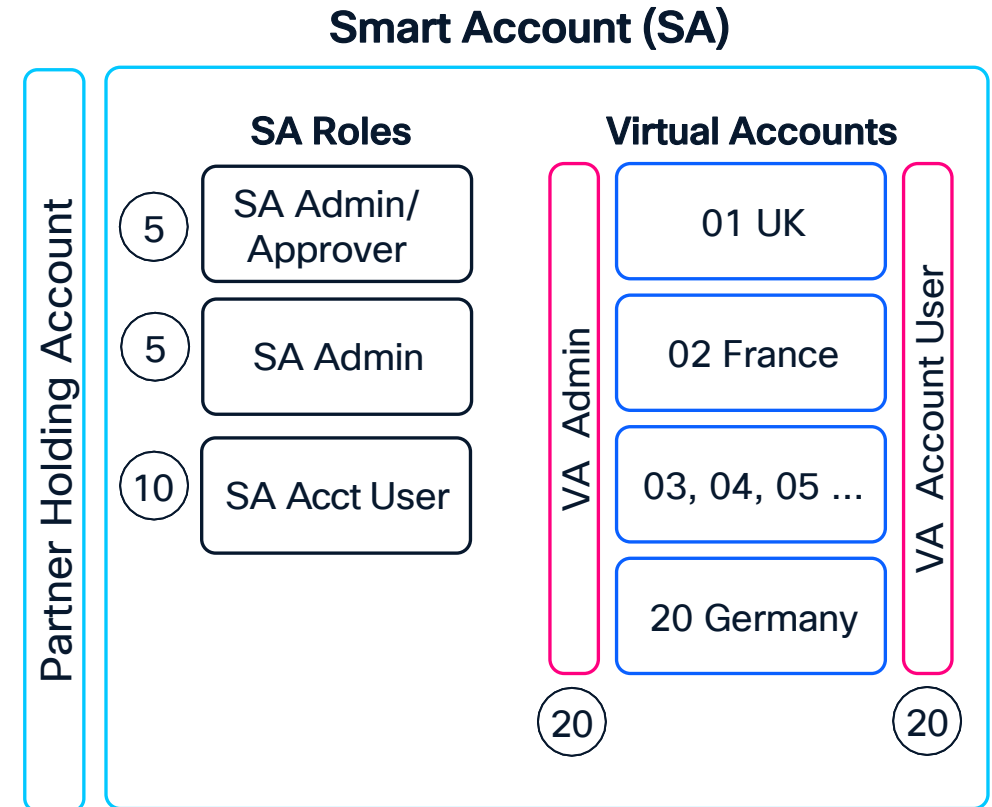 Smart Account (SA)
Partner Holding Account
SA Roles
5
SA Admin/
Approver
5
SA Admin
10
SA Acct User
Virtual Accounts
VA Admin
01 UK
02 France
03, 04, 05 ...
20 Germany
VA Account User
20
20